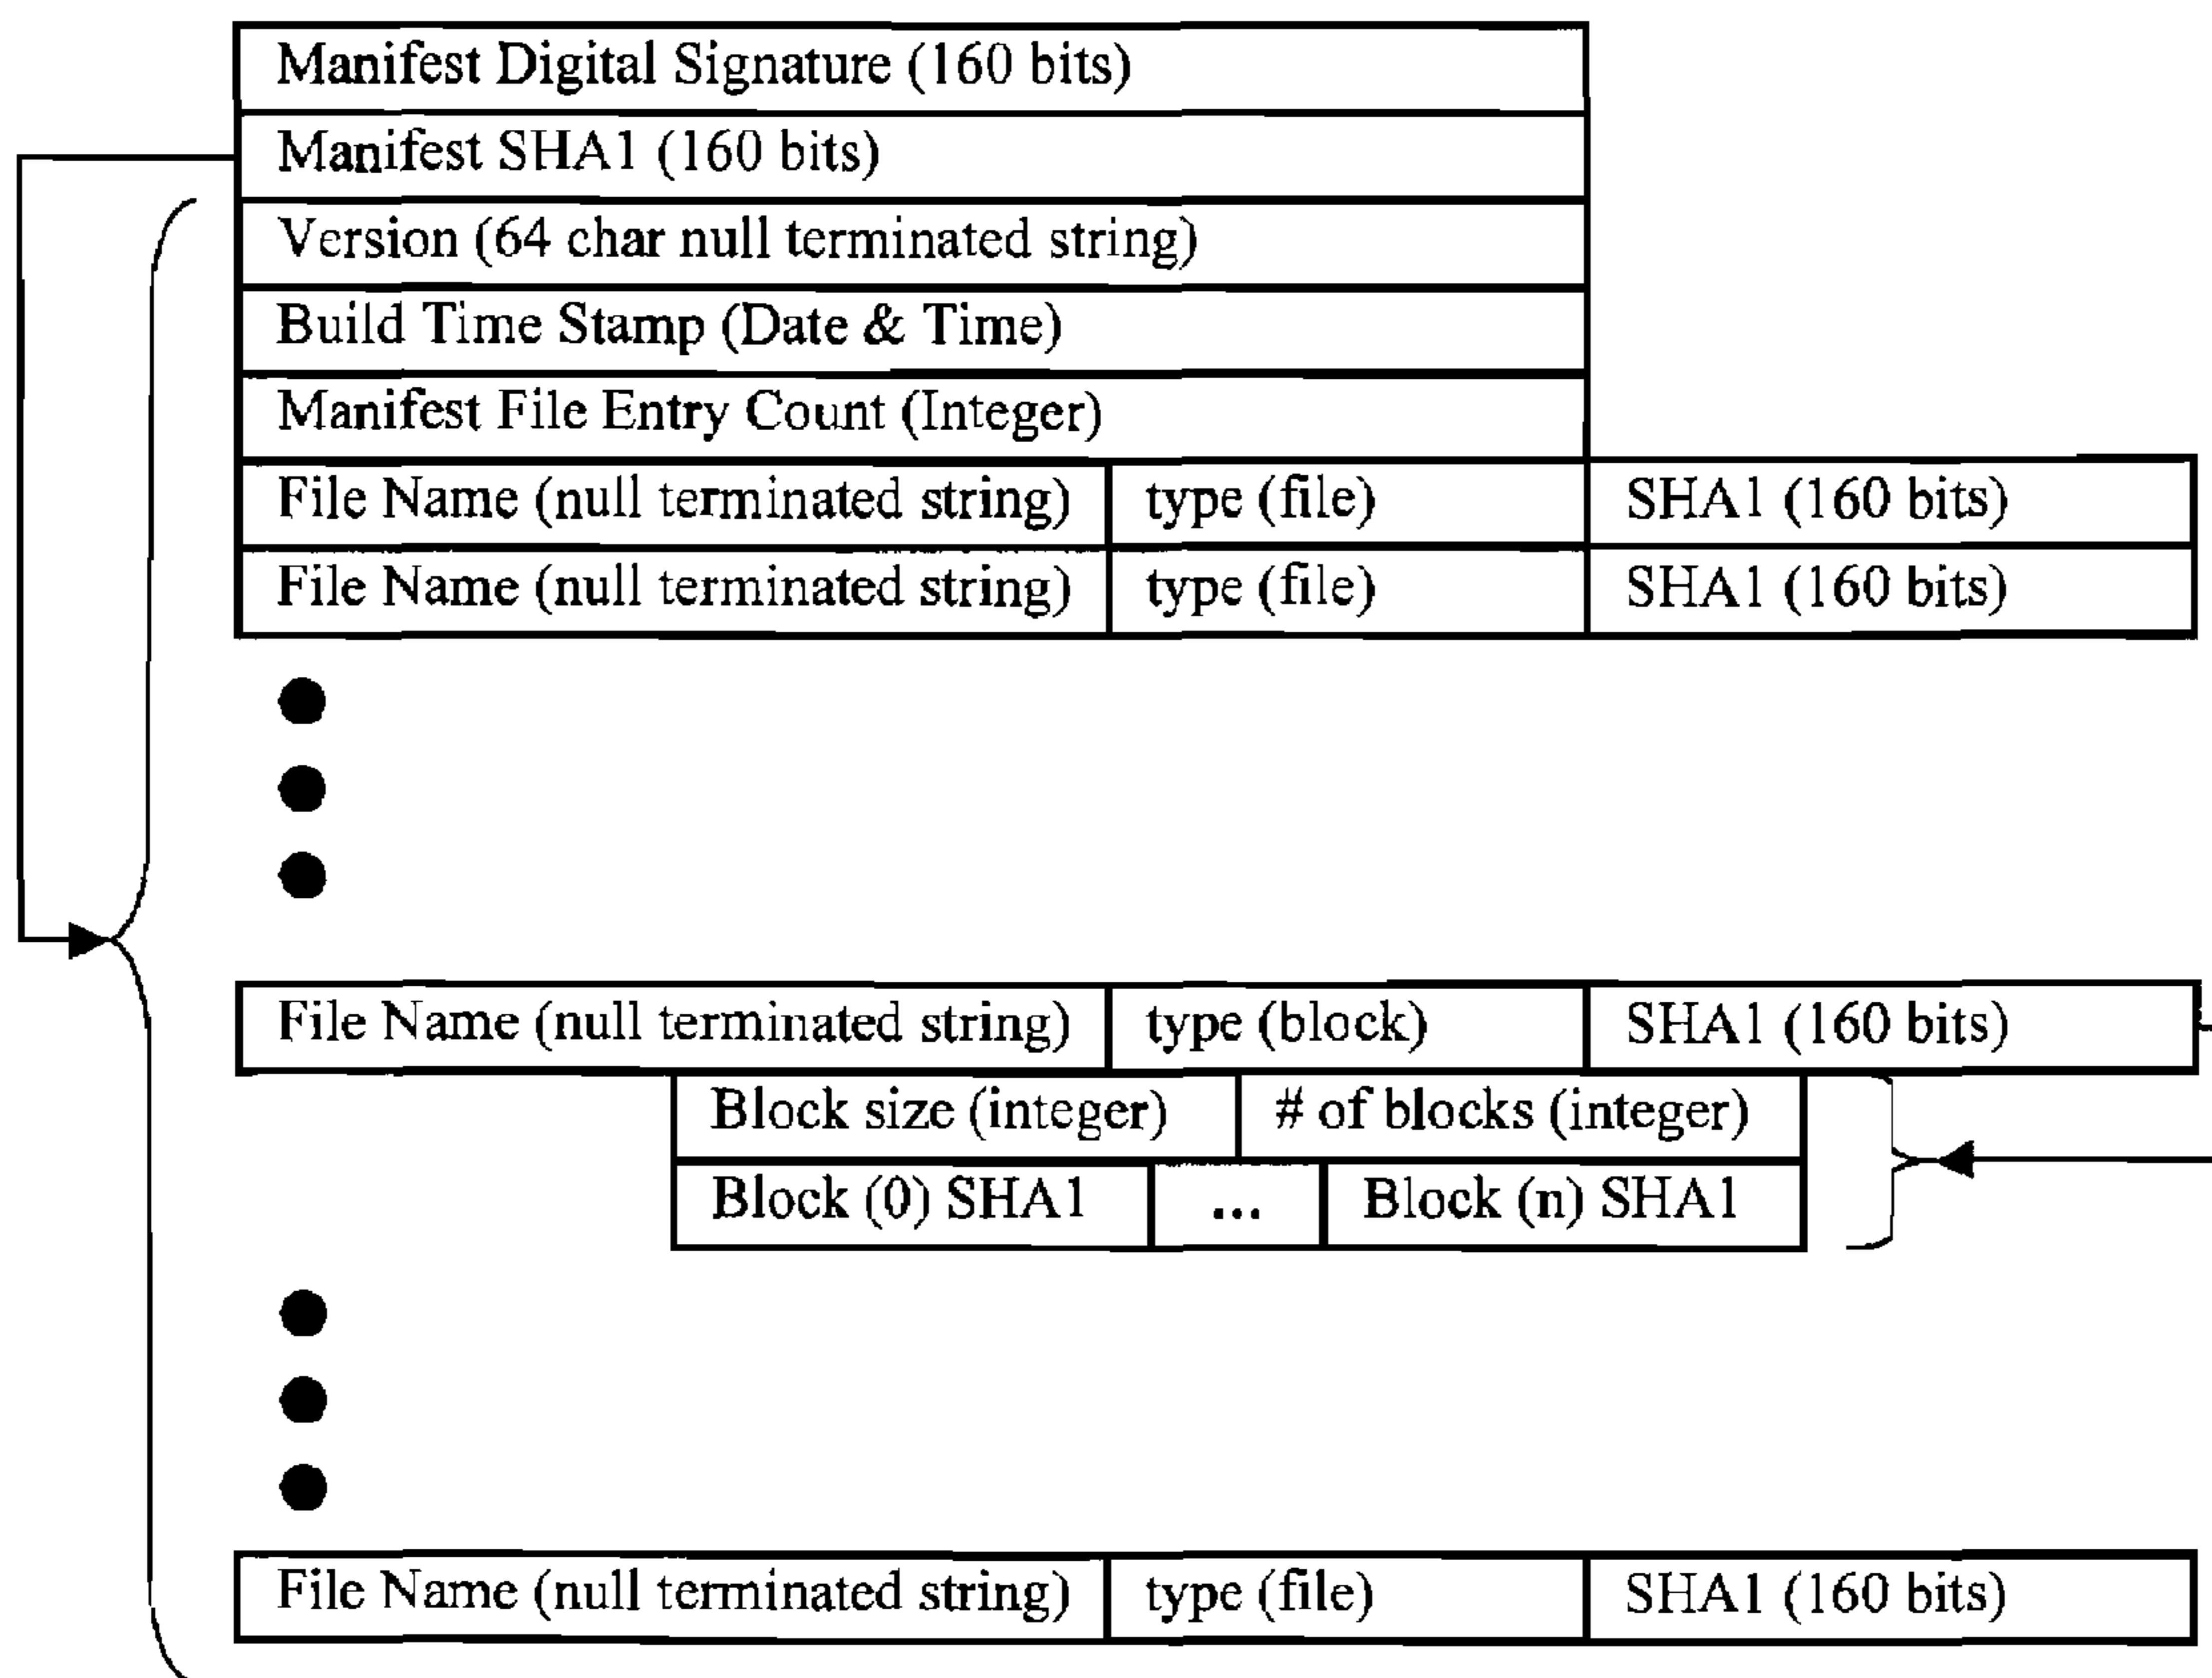 Manifest Digital Signature (160 bits)
Manifest SHA1 (160 bits)
Version (64 char null terminated string)
Build Time Stamp (Date & Time)
Manifest File Entry Count (Integer)
File Name (null terminated string) type (file) SHA1 (160 bits)
File Name (null terminated string) type (file) SHA1 (160 bits)
File Name (null terminated string) type (block) SHA1 (160 bits)
Block size (integer) # of blocks (integer)
Block (0) SHA1 ... Block (n) SHA1
File Name (null terminated string) type (file) SHA1 (160 bits)